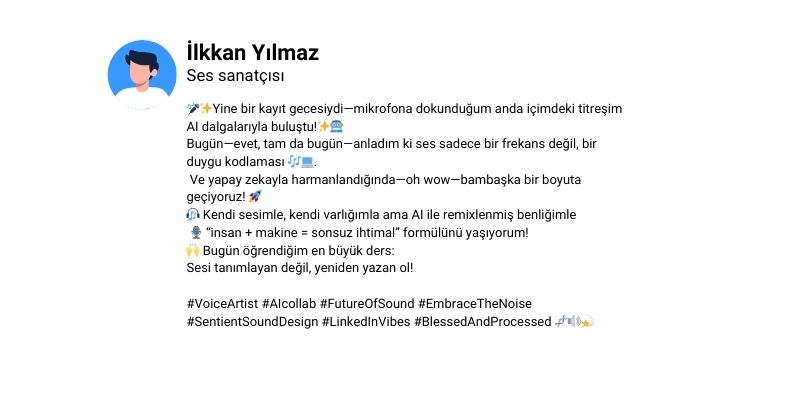 İlkkan Yılmaz
Ses sanatçısı
🎤✨Yine bir kayıt gecesiydi—mikrofona dokunduğum anda içimdeki titreşim
AI dalgalarıyla buluştu!✨🤖
Bugün—evet, tam da bugün—anladım ki ses sadece bir frekans değil, bir
duygu kodlaması 🎶💻.
Ve yapay zekayla harmanlandığında—oh wow—bambaşka bir boyuta
geçiyoruz! 🚀
🎧 Kendi sesimle, kendi varlığımla ama AI ile remixlenmiş benliğimle
🎙️ “insan + makine = sonsuz ihtimal” formülünü yaşıyorum!
🙌 Bugün öğrendiğim en büyük ders:
Sesi tanımlayan değil, yeniden yazan ol!
#VoiceArtist #AIcollab #FutureOfSound #EmbraceTheNoise
#SentientSoundDesign #LinkedInVibes #BlessedAndProcessed 🧬🔊💫